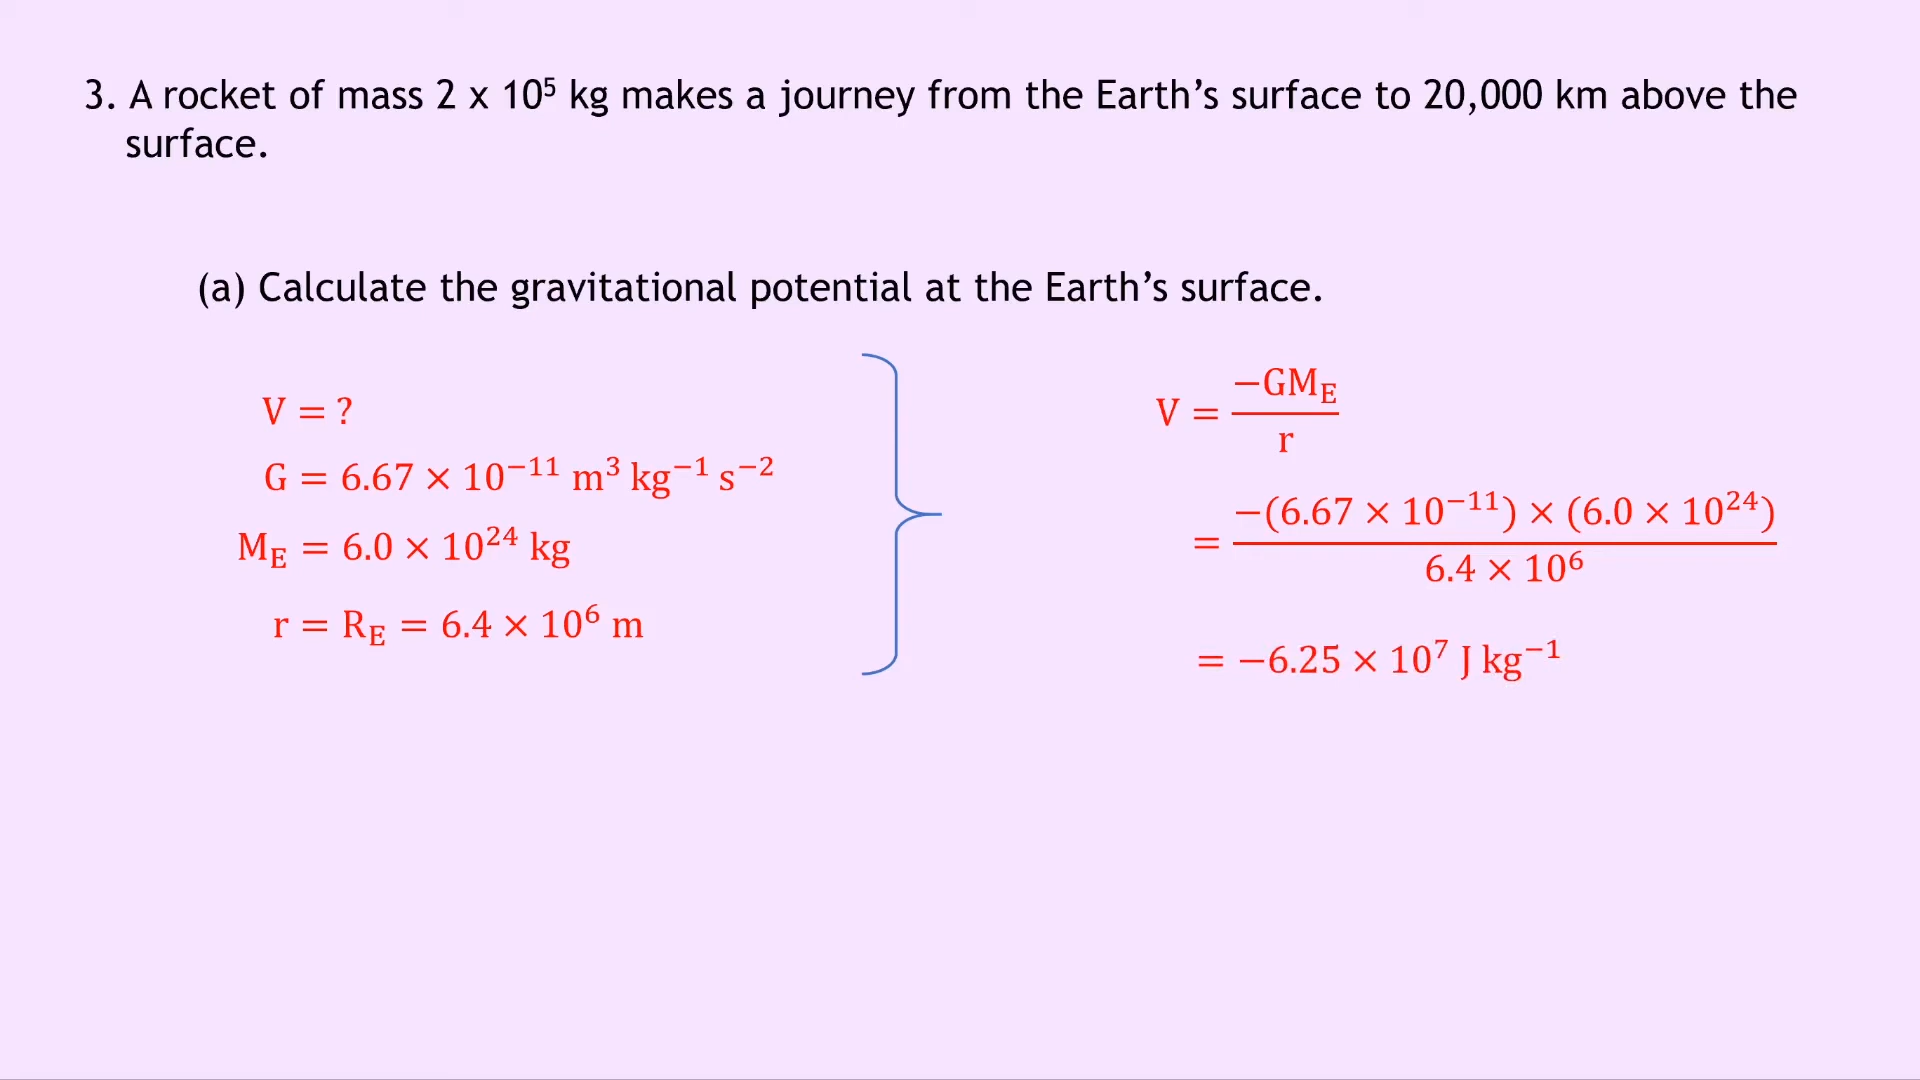 3. A rocket of mass 2 x 10⁵ kg makes a journey from the Earth’s surface to 20,000 km above the
surface.
(a) Calculate the gravitational potential at the Earth’s surface.
V = ?
G = 6.67 × 10⁻¹¹ m³ kg⁻¹ s⁻²
M_E = 6.0 × 10²⁴ kg
r = R_E = 6.4 × 10⁶ m
V = −GM_E / r
= −(6.67 × 10⁻¹¹) × (6.0 × 10²⁴) / 6.4 × 10⁶
= −6.25 × 10⁷ J kg⁻¹